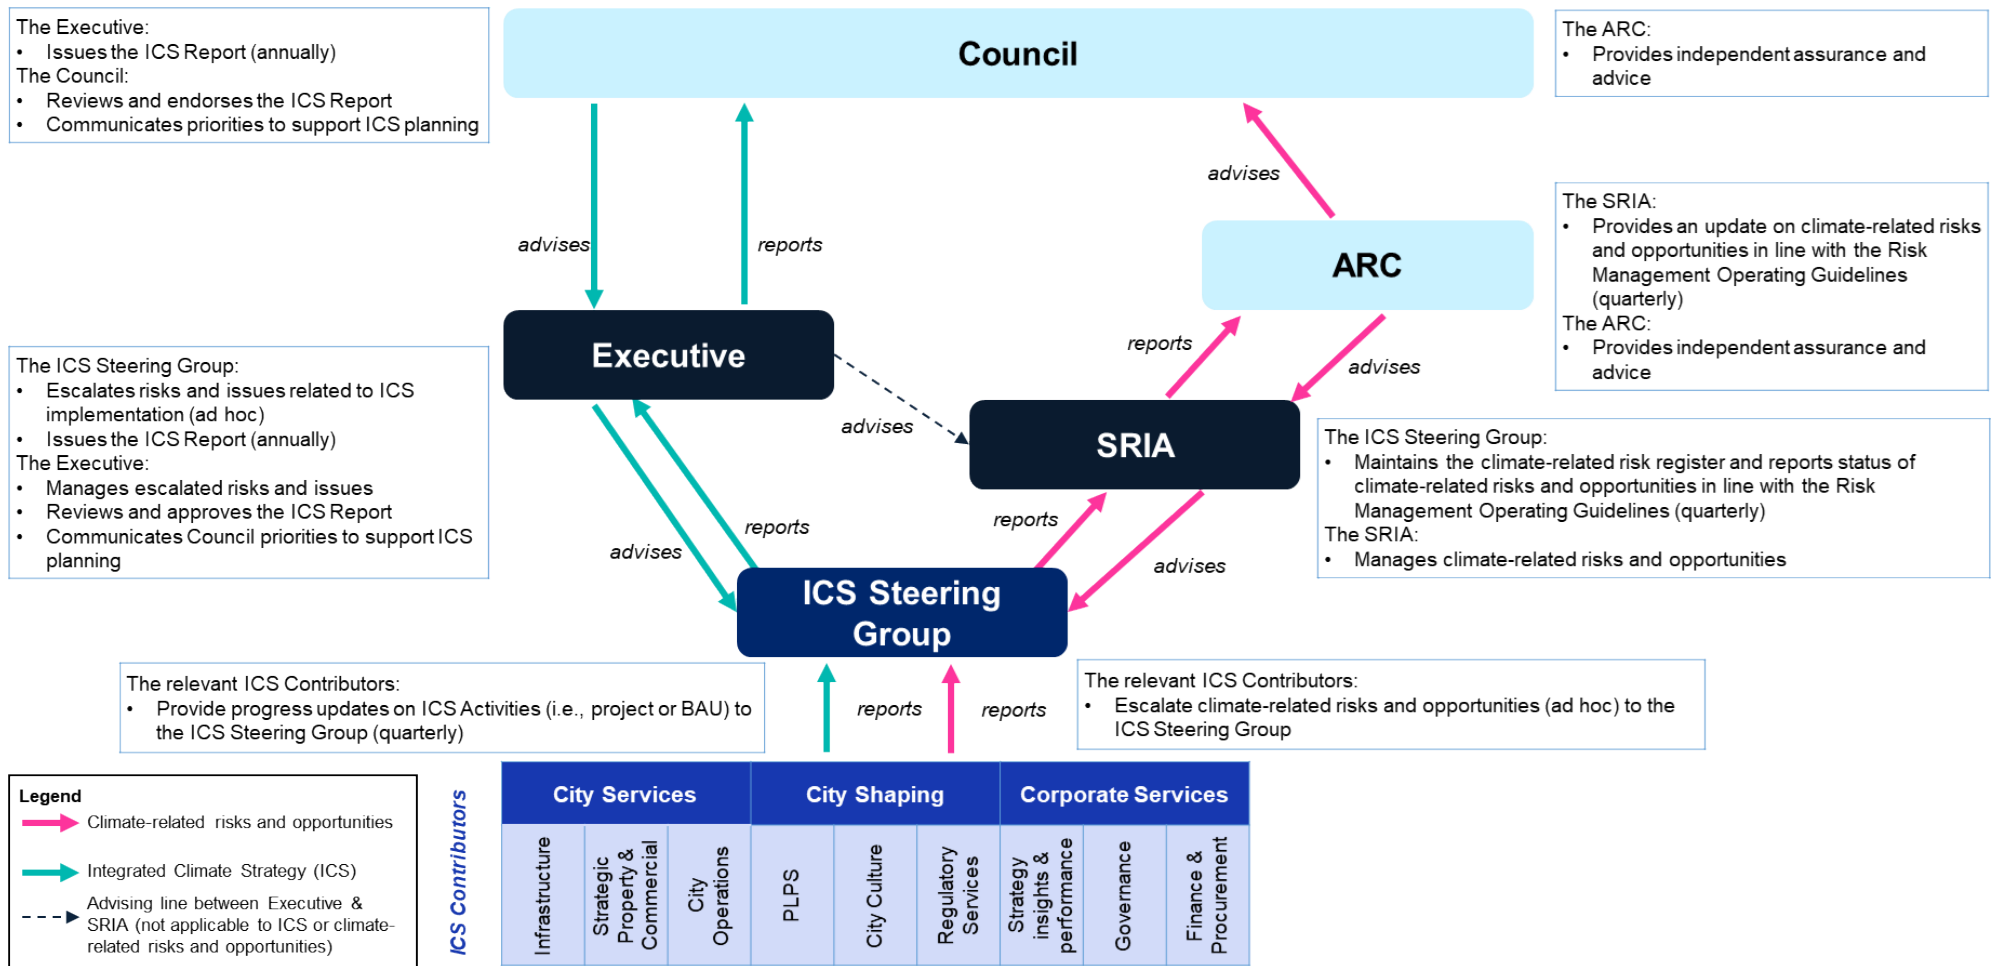 The Executive:
• Issues the ICS Report (annually)
The Council:
• Reviews and endorses the ICS Report
• Communicates priorities to support ICS planning
Council
The ARC:
• Provides independent assurance and
advice
advises
reports
advises
ARC
The SRIA:
• Provides an update on climate-related risks
and opportunities in line with the Risk
Management Operating Guidelines
(quarterly)
The ARC:
• Provides independent assurance and
advice
Executive
reports
advises
The ICS Steering Group:
• Escalates risks and issues related to ICS
implementation (ad hoc)
• Issues the ICS Report (annually)
The Executive:
• Manages escalated risks and issues
• Reviews and approves the ICS Report
• Communicates Council priorities to support ICS
planning
advises
SRIA
The ICS Steering Group:
• Maintains the climate-related risk register and reports status of
climate-related risks and opportunities in line with the Risk
Management Operating Guidelines (quarterly)
The SRIA:
• Manages climate-related risks and opportunities
advises
reports
reports
advises
ICS Steering
Group
The relevant ICS Contributors:
• Provide progress updates on ICS Activities (i.e., project or BAU) to
the ICS Steering Group (quarterly)
reports
reports
The relevant ICS Contributors:
• Escalate climate-related risks and opportunities (ad hoc) to the
ICS Steering Group
Legend
Climate-related risks and opportunities
Integrated Climate Strategy (ICS)
Advising line between Executive &
SRIA (not applicable to ICS or climate-
related risks and opportunities)
ICS Contributors
City Services
City Shaping
Corporate Services
Infrastructure
Strategic
Property &
Commercial
City
Operations
PLPS
City Culture
Regulatory
Services
Strategy
insights &
performance
Governance
Finance &
Procurement